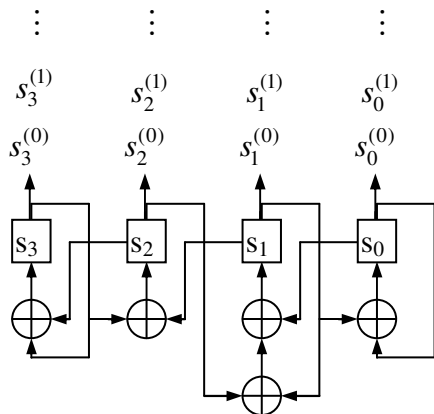 ⋮ ⋮ ⋮ ⋮
s₃⁽¹⁾ s₂⁽¹⁾ s₁⁽¹⁾ s₀⁽¹⁾
s₃⁽⁰⁾ s₂⁽⁰⁾ s₁⁽⁰⁾ s₀⁽⁰⁾
s₃ s₂ s₁ s₀